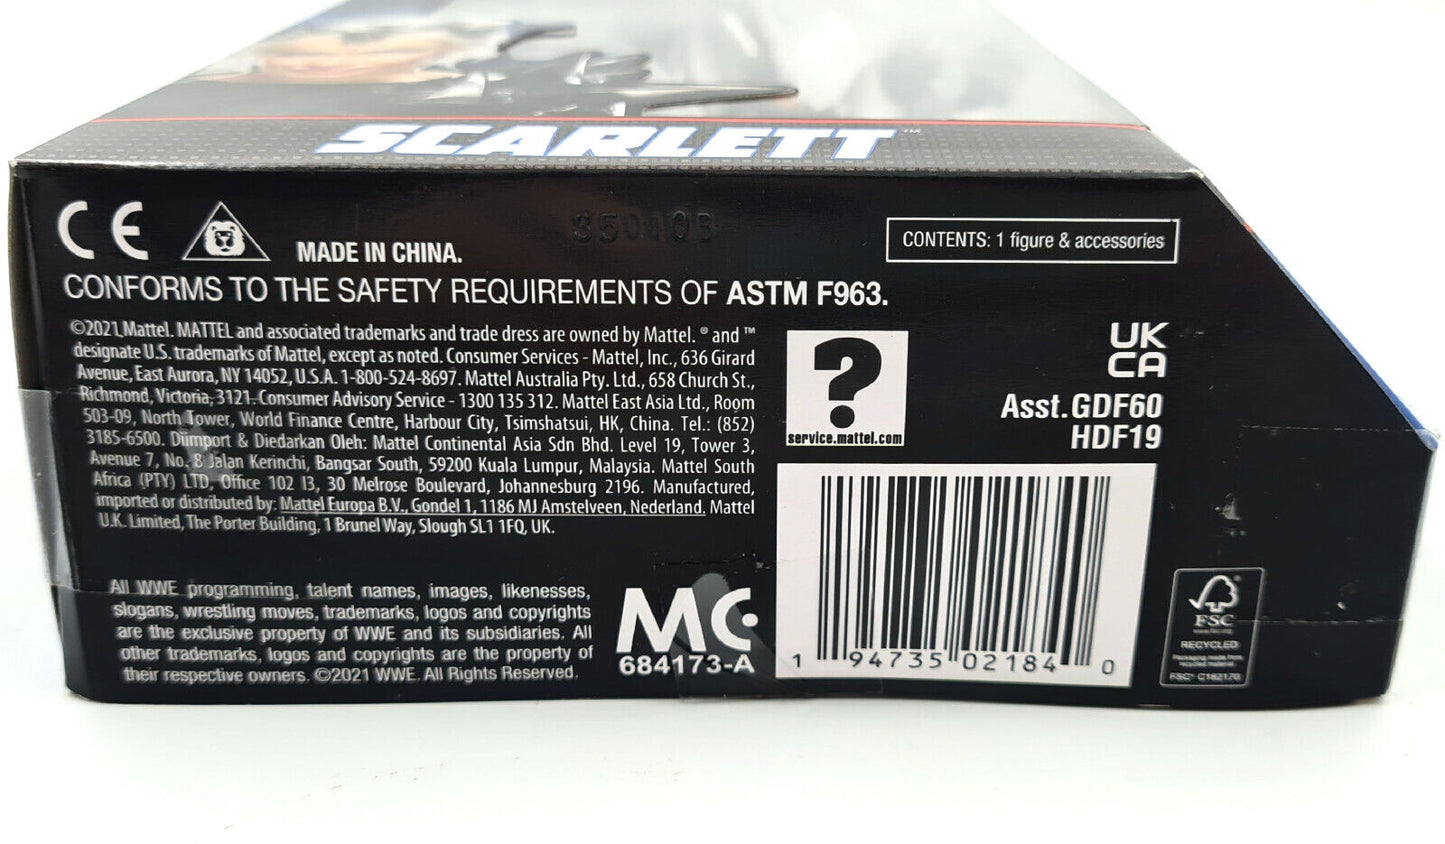 SCARLETT™
CE
MADE IN CHINA.
35010B
CONTENTS: 1 figure & accessories
CONFORMS TO THE SAFETY REQUIREMENTS OF ASTM F963.
©2021 Mattel. MATTEL and associated trademarks and trade dress are owned by Mattel. ® and ™
designate U.S. trademarks of Mattel, except as noted. Consumer Services - Mattel, Inc., 636 Girard
Avenue, East Aurora, NY 14052, U.S.A. 1-800-524-8697. Mattel Australia Pty. Ltd., 658 Church St.,
Richmond, Victoria, 3121. Consumer Advisory Service - 1300 135 312. Mattel East Asia Ltd., Room
503-09, North Tower, World Finance Centre, Harbour City, Tsimshatsui, HK, China. Tel.: (852)
3185-6500. Diimport & Diedarkan Oleh: Mattel Continental Asia Sdn Bhd. Level 19, Tower 3,
Avenue 7, No. 8 Jalan Kerinchi, Bangsar South, 59200 Kuala Lumpur, Malaysia. Mattel South
Africa (PTY) LTD, Office 102 I3, 30 Melrose Boulevard, Johannesburg 2196. Manufactured,
imported or distributed by: Mattel Europa B.V., Gondel 1, 1186 MJ Amstelveen, Nederland. Mattel
U.K. Limited, The Porter Building, 1 Brunel Way, Slough SL1 1FQ, UK.
?
service.mattel.com
UK
CA
Asst. GDF60
HDF19
All WWE programming, talent names, images, likenesses,
slogans, wrestling moves, trademarks, logos and copyrights
are the exclusive property of WWE and its subsidiaries. All
other trademarks, logos and copyrights are the property of
their respective owners. ©2021 WWE. All Rights Reserved.
MC
684173-A
1 94735 02184 0
FSC
www.fsc.org
RECYCLED
Packaging made from
recycled material
FSC® C162170